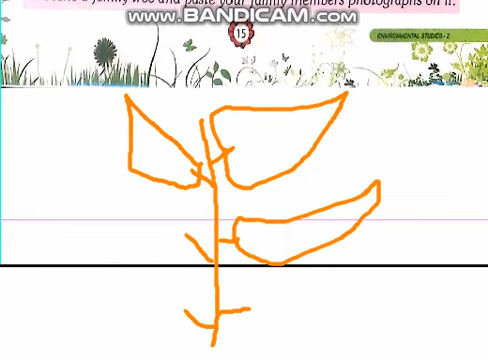 family tree and paste your family members photographs on it.
WWW.BANDICAM.COM
15
ENVIRONMENTAL STUDIES - 2